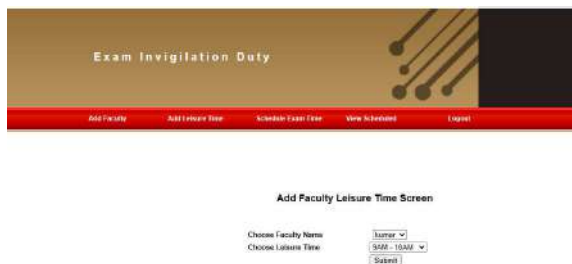 Exam Invigilation Duty
Add Faculty Add Leisure Time Schedule Exam Time View Scheduled Logout
Add Faculty Leisure Time Screen
Choose Faculty Name kumar
Choose Leisure Time 9AM - 10AM
Submit